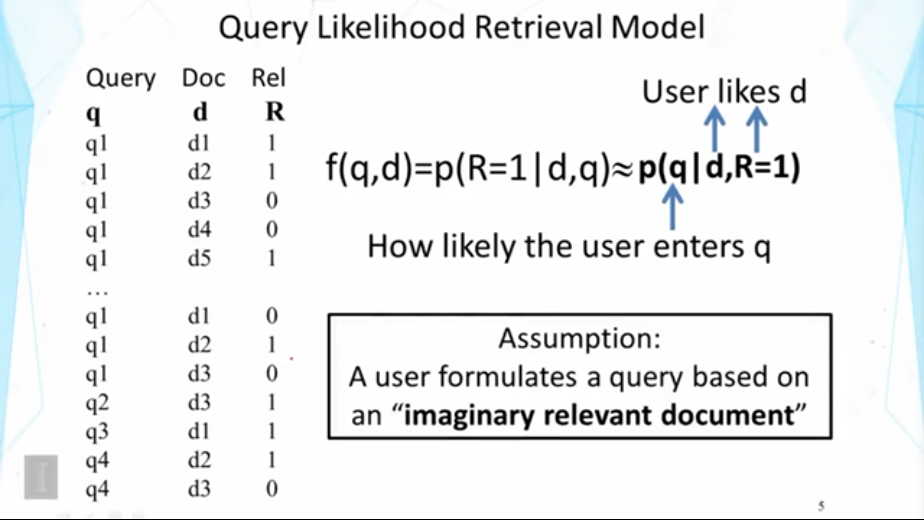 Query Likelihood Retrieval Model
Query Doc Rel
q d R
q1 d1 1
q1 d2 1
q1 d3 0
q1 d4 0
q1 d5 1
…
q1 d1 0
q1 d2 1
q1 d3 0
q2 d3 1
q3 d1 1
q4 d2 1
q4 d3 0
User likes d
f(q,d)=p(R=1|d,q)≈p(q|d,R=1)
How likely the user enters q
Assumption:
A user formulates a query based on
an “imaginary relevant document”
I
5